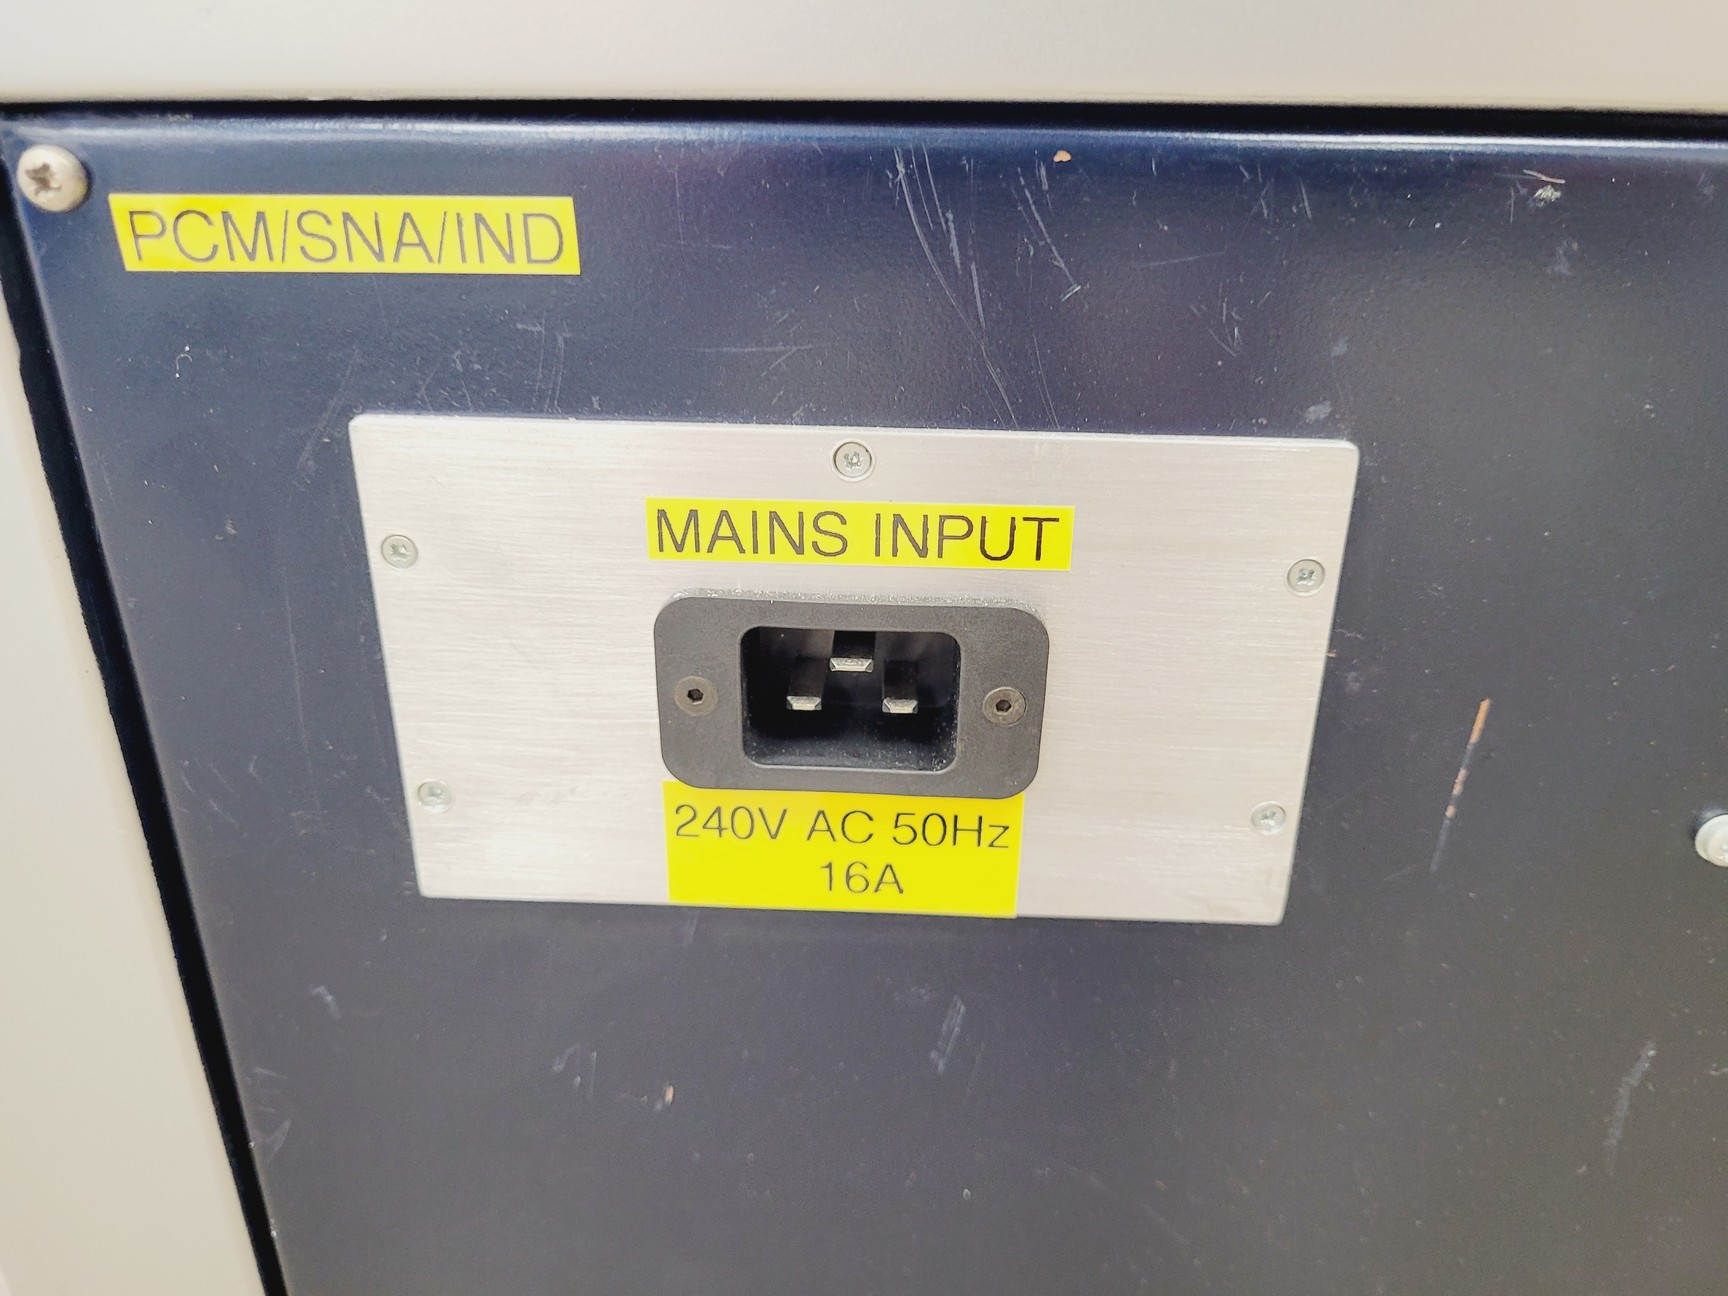 PCM/SNA/IND
MAINS INPUT
240V AC 50Hz
16A